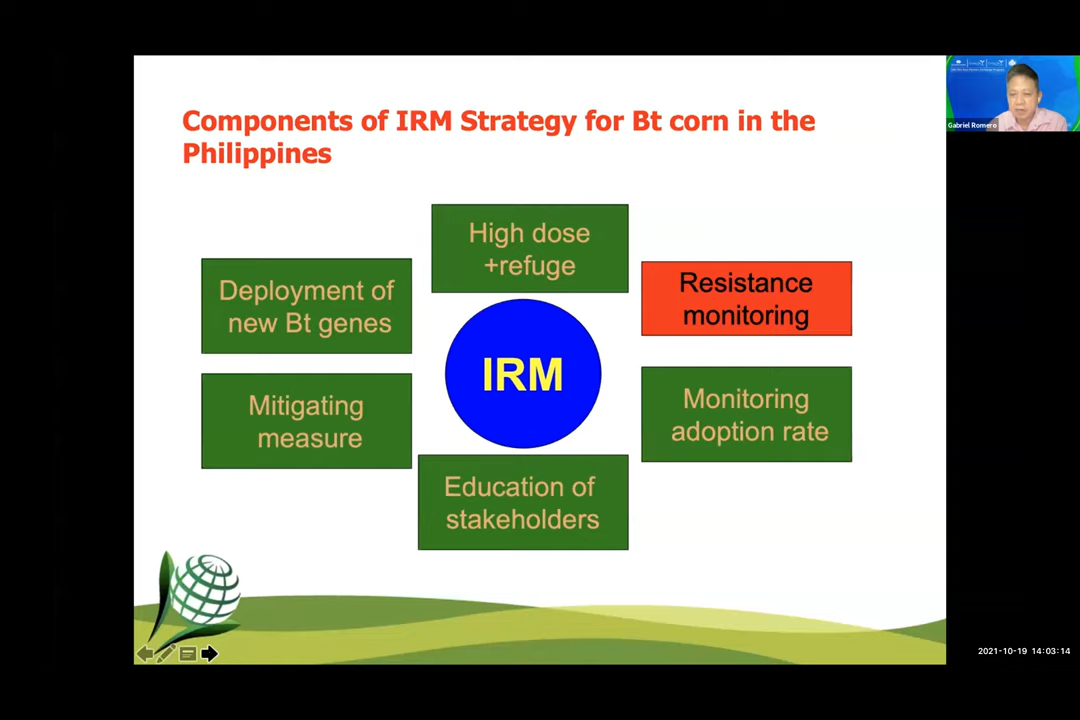 Components of IRM Strategy for Bt corn in the
Philippines
High dose
+refuge
Deployment of
new Bt genes
Resistance
monitoring
IRM
Mitigating
measure
Monitoring
adoption rate
Education of
stakeholders
Gabriel Romero
2021-10-19 14:03:14